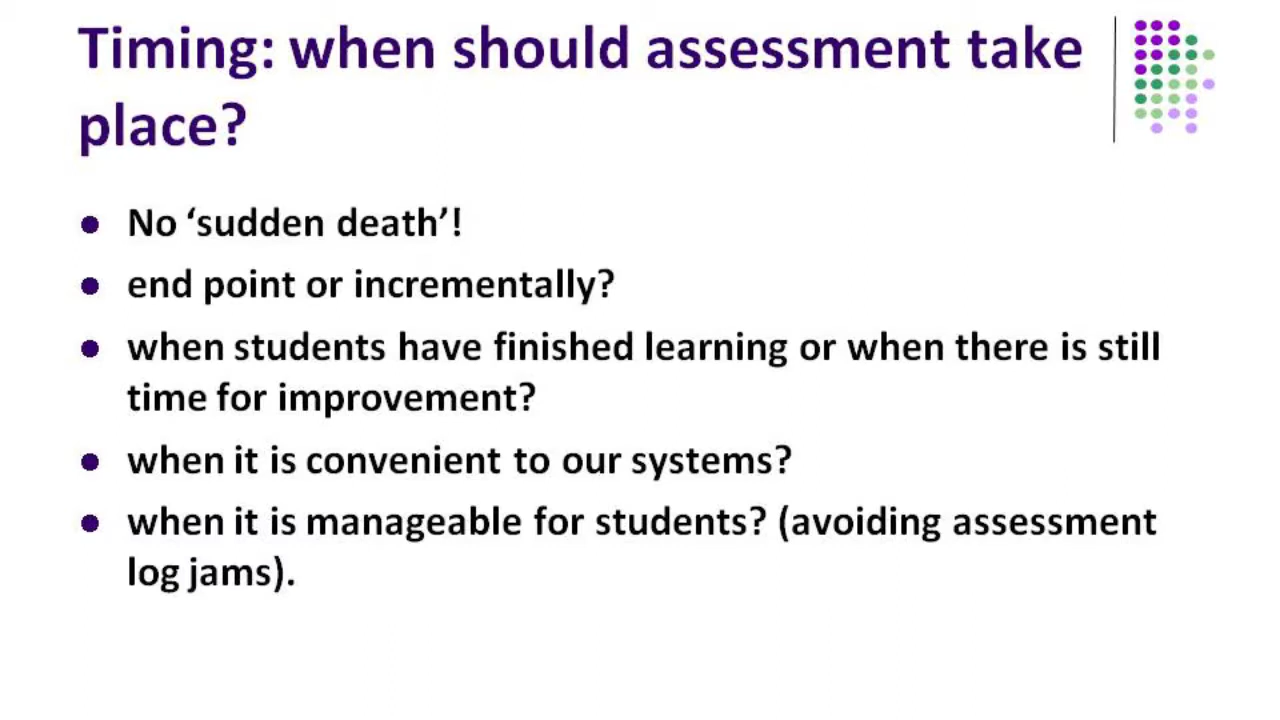 Timing: when should assessment take
place?
No ‘sudden death’!
end point or incrementally?
when students have finished learning or when there is still
time for improvement?
when it is convenient to our systems?
when it is manageable for students? (avoiding assessment
log jams).